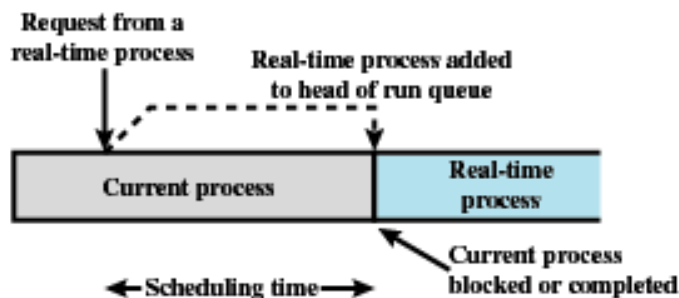 Request from a
real-time process
Real-time process added
to head of run queue
Current process
Real-time
process
Scheduling time
Current process
blocked or completed